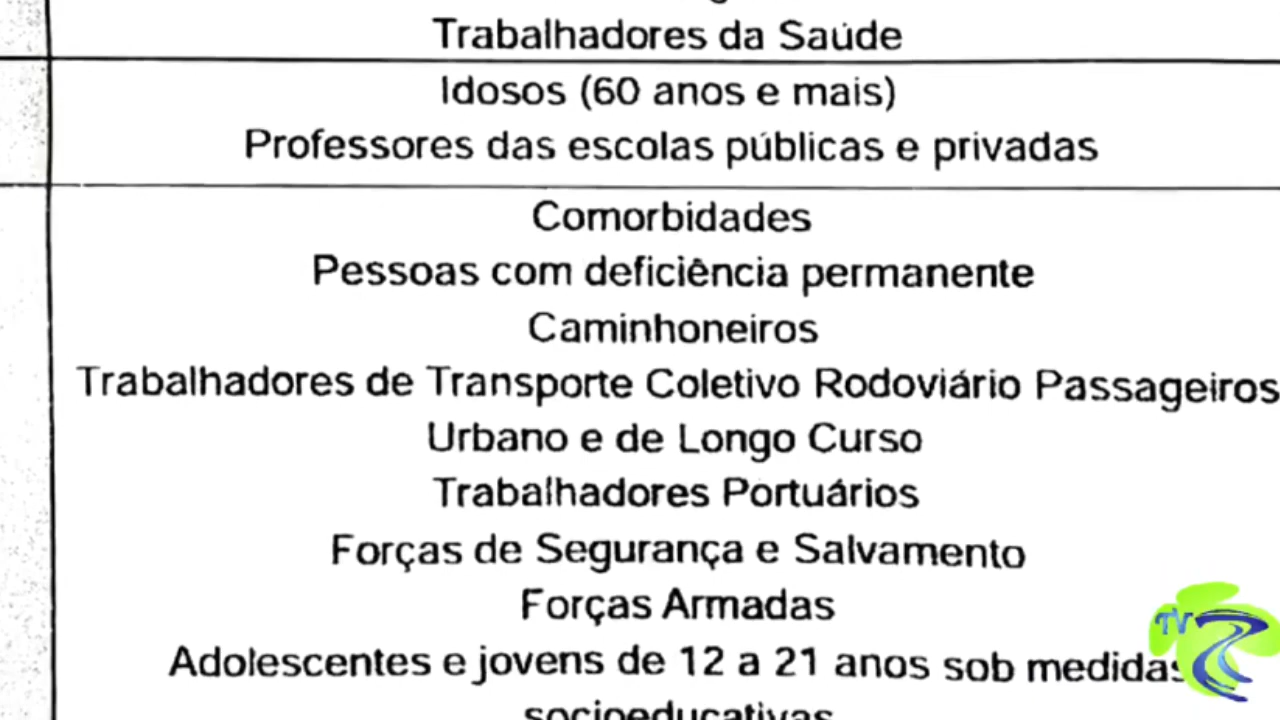 Trabalhadores da Saúde
Idosos (60 anos e mais)
Professores das escolas públicas e privadas
Comorbidades
Pessoas com deficiência permanente
Caminhoneiros
Trabalhadores de Transporte Coletivo Rodoviário Passageiros
Urbano e de Longo Curso
Trabalhadores Portuários
Forças de Segurança e Salvamento
Forças Armadas
Adolescentes e jovens de 12 a 21 anos sob medidas
socioeducativas
TV